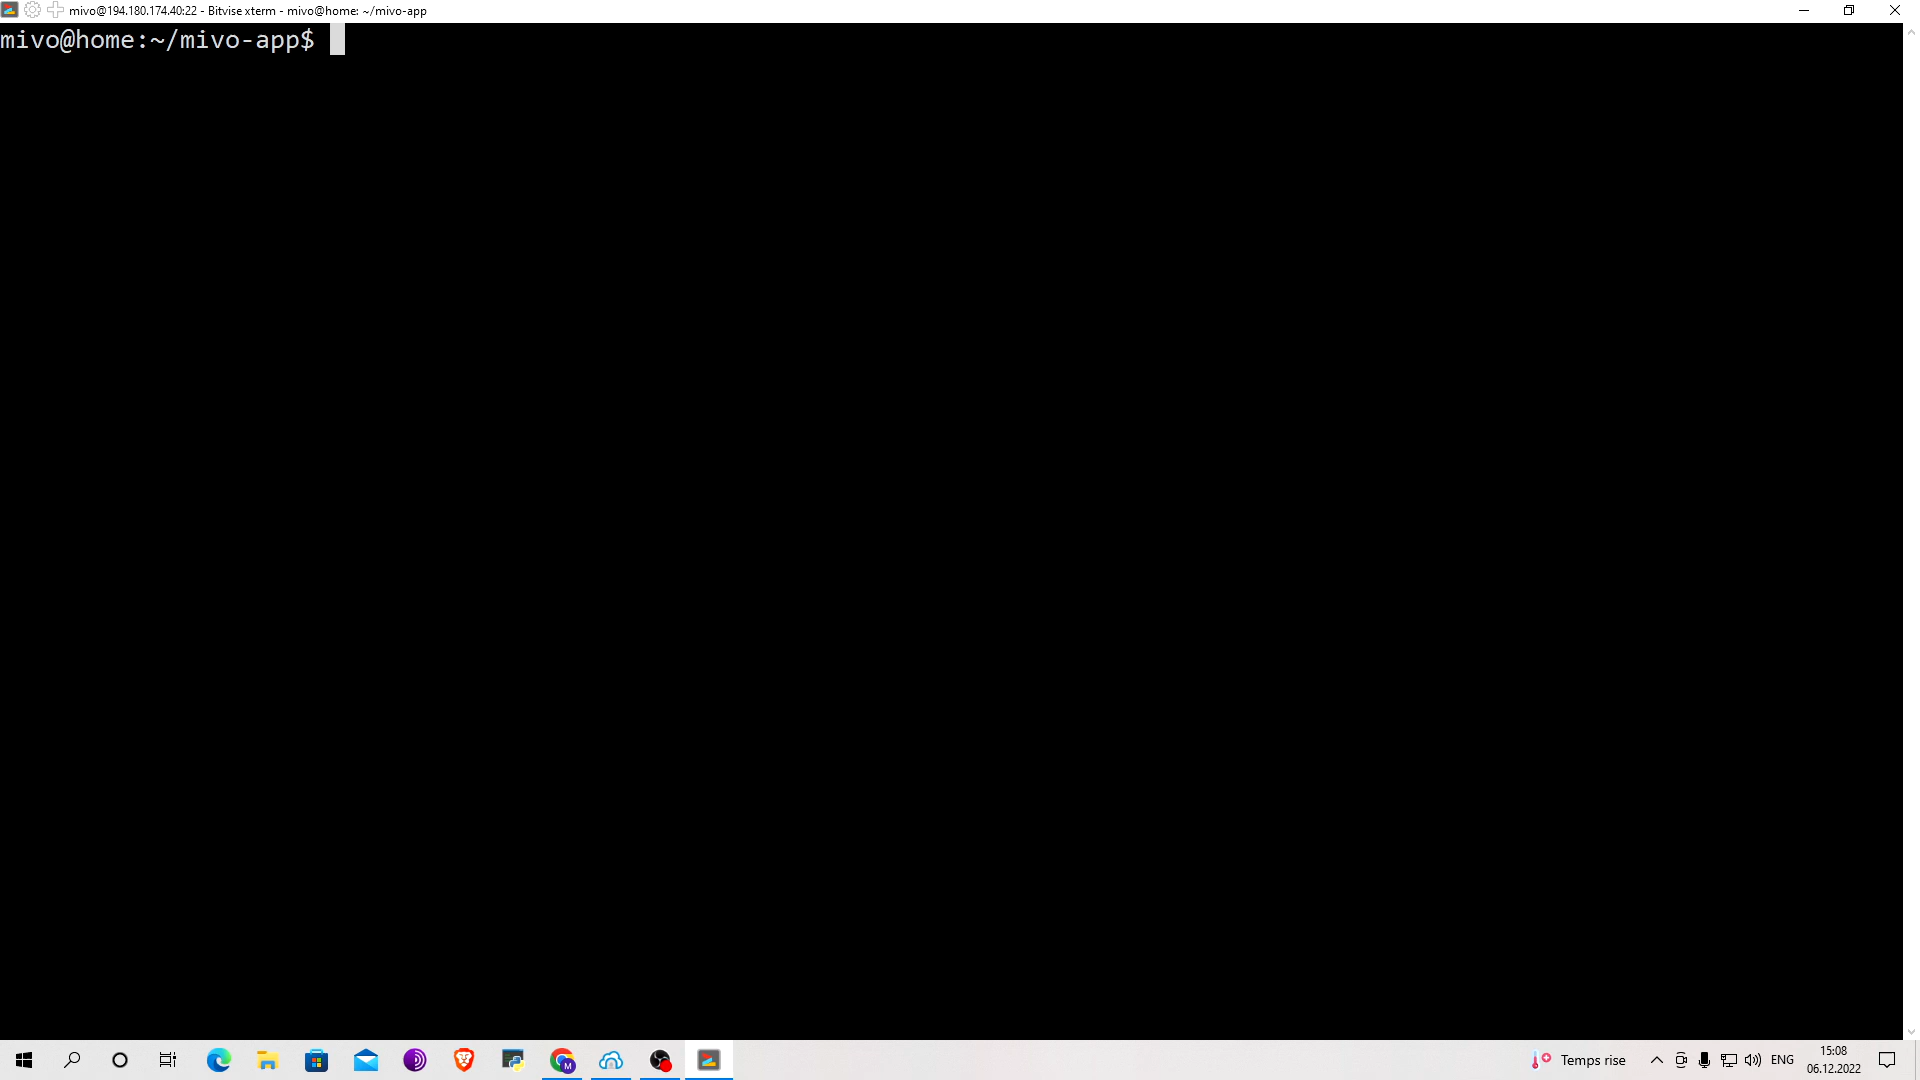 mivo@194.180.174.40:22 - Bitvise xterm - mivo@home: ~/mivo-app
mivo@home:~/mivo-app$
Temps rise
ENG
15:08
06.12.2022